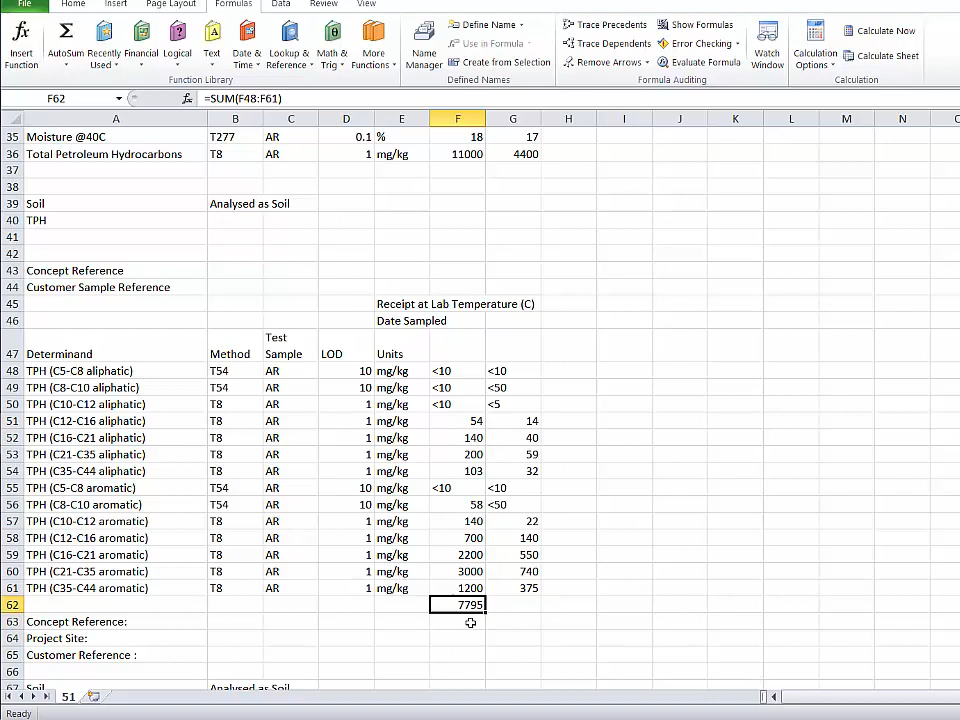 File Home Insert Page Layout Formulas Data Review View
Insert Function
AutoSum
Recently Used
Financial
Logical
Text
Date & Time
Lookup & Reference
Math & Trig
More Functions
Function Library
Name Manager
Define Name
Use in Formula
Create from Selection
Defined Names
Trace Precedents
Trace Dependents
Remove Arrows
Show Formulas
Error Checking
Evaluate Formula
Formula Auditing
Watch Window
Calculation Options
Calculate Now
Calculate Sheet
Calculation
F62 fx =SUM(F48:F61)
A B C D E F G H I J K L M N
35 Moisture @40C T277 AR 0.1 % 18 17
36 Total Petroleum Hydrocarbons T8 AR 1 mg/kg 11000 4400
37
38
39 Soil Analysed as Soil
40 TPH
41
42
43 Concept Reference
44 Customer Sample Reference
45 Receipt at Lab Temperature (C)
46 Date Sampled
Test
47 Determinand Method Sample LOD Units
48 TPH (C5-C8 aliphatic) T54 AR 10 mg/kg <10 <10
49 TPH (C8-C10 aliphatic) T54 AR 10 mg/kg <10 <50
50 TPH (C10-C12 aliphatic) T8 AR 1 mg/kg <10 <5
51 TPH (C12-C16 aliphatic) T8 AR 1 mg/kg 54 14
52 TPH (C16-C21 aliphatic) T8 AR 1 mg/kg 140 40
53 TPH (C21-C35 aliphatic) T8 AR 1 mg/kg 200 59
54 TPH (C35-C44 aliphatic) T8 AR 1 mg/kg 103 32
55 TPH (C5-C8 aromatic) T54 AR 10 mg/kg <10 <10
56 TPH (C8-C10 aromatic) T54 AR 10 mg/kg 58 <50
57 TPH (C10-C12 aromatic) T8 AR 1 mg/kg 140 22
58 TPH (C12-C16 aromatic) T8 AR 1 mg/kg 700 140
59 TPH (C16-C21 aromatic) T8 AR 1 mg/kg 2200 550
60 TPH (C21-C35 aromatic) T8 AR 1 mg/kg 3000 740
61 TPH (C35-C44 aromatic) T8 AR 1 mg/kg 1200 375
62 7795
63 Concept Reference:
64 Project Site:
65 Customer Reference :
66
67 Soil Analysed as Soil
51
Ready